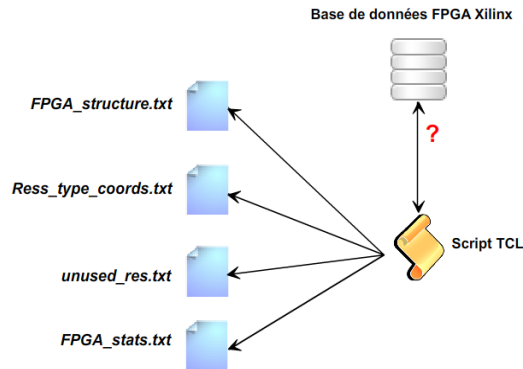 Base de données FPGA Xilinx
FPGA_structure.txt
?
Ress_type_coords.txt
Script TCL
unused_res.txt
FPGA_stats.txt